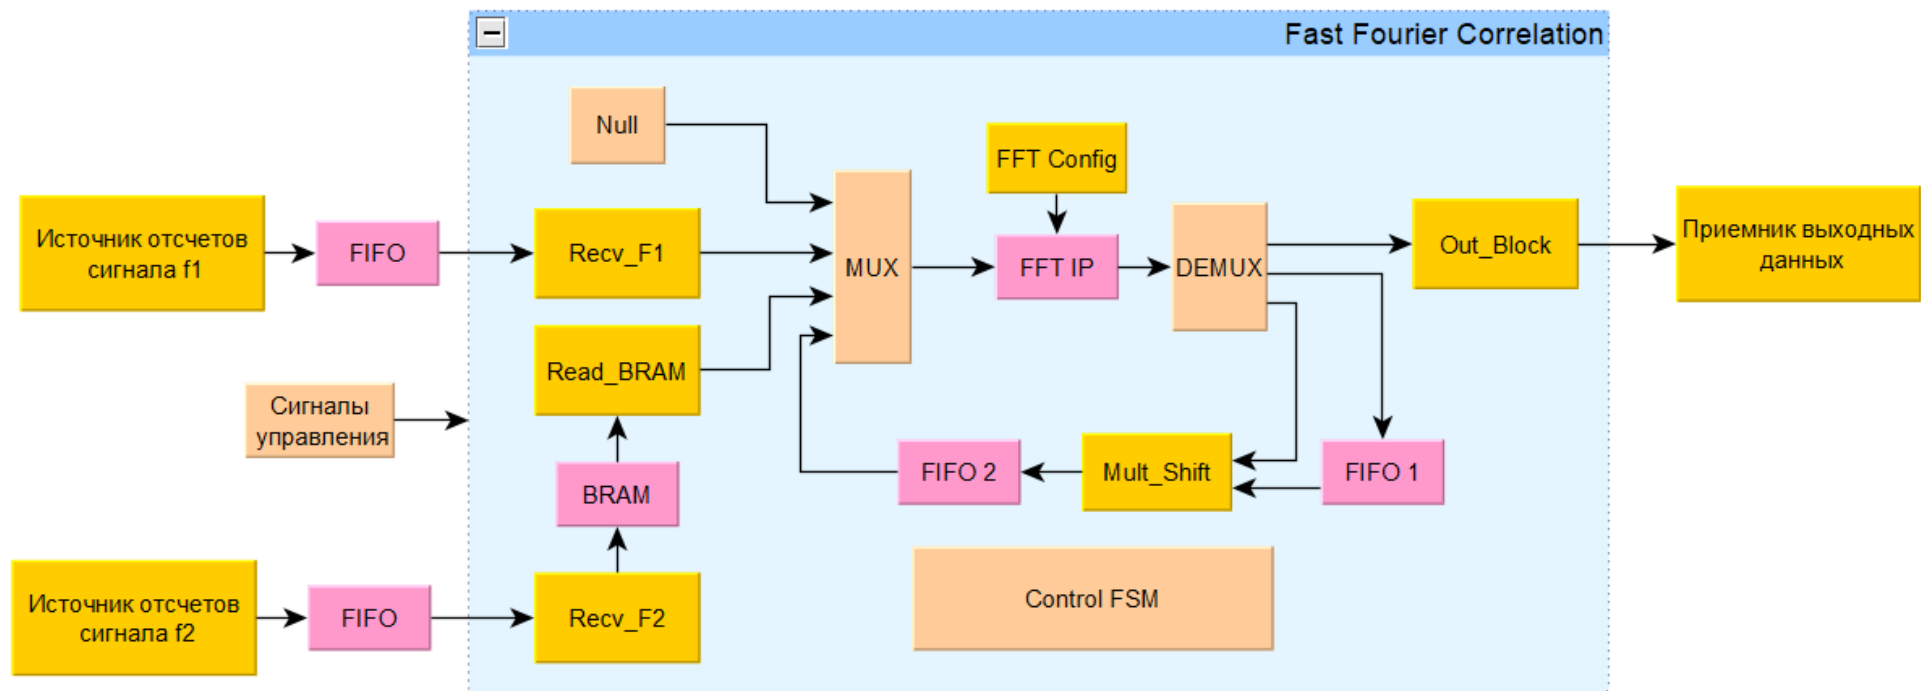 Fast Fourier Correlation
Null
FFT Config
Источник отсчетов
сигнала f1
FIFO
Recv_F1
MUX
FFT IP
DEMUX
Out_Block
Приемник выходных
данных
Read_BRAM
Сигналы
управления
BRAM
FIFO 2
Mult_Shift
FIFO 1
Источник отсчетов
сигнала f2
FIFO
Recv_F2
Control FSM